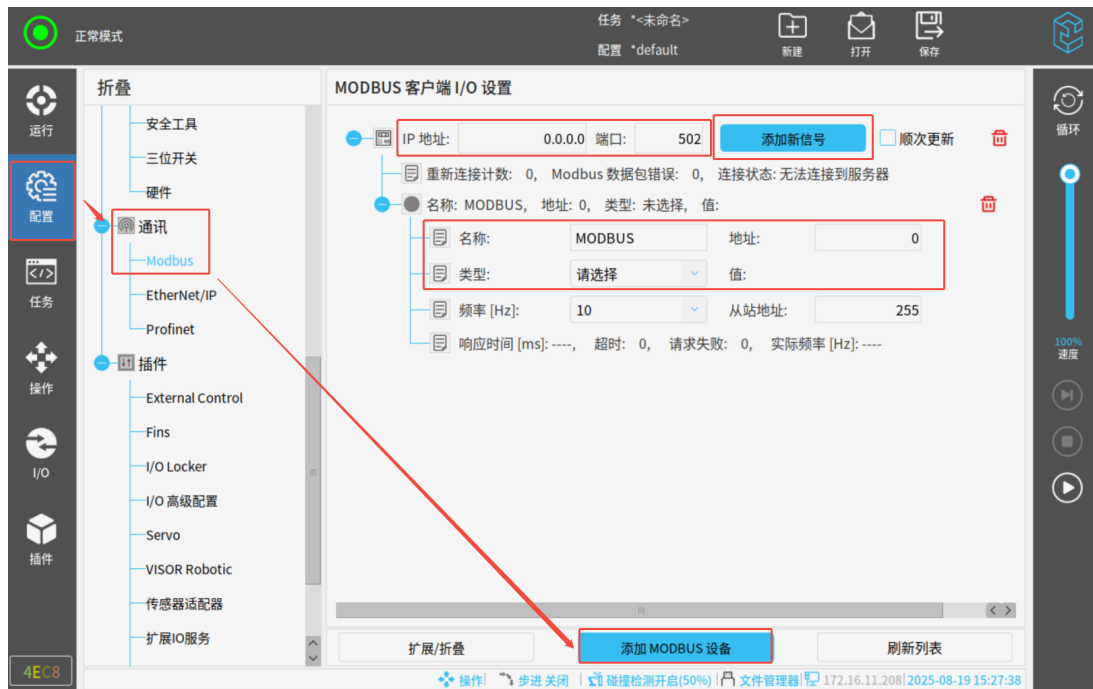 正常模式
任务 *<未命名>
配置 *default
新建
打开
保存
运行
配置
任务
操作
I/O
插件
4EC8
折叠
安全工具
三位开关
硬件
通讯
Modbus
EtherNet/IP
Profinet
插件
External Control
Fins
I/O Locker
I/O 高级配置
Servo
VISOR Robotic
传感器适配器
扩展IO服务
MODBUS 客户端 I/O 设置
IP 地址: 0.0.0.0 端口: 502 添加新信号 顺次更新
重新连接计数: 0, Modbus 数据包错误: 0, 连接状态: 无法连接到服务器
名称: MODBUS, 地址: 0, 类型: 未选择, 值:
名称: MODBUS 地址: 0
类型: 请选择 值:
频率 [Hz]: 10 从站地址: 255
响应时间 [ms]: ----, 超时: 0, 请求失败: 0, 实际频率 [Hz]: ----
扩展/折叠 添加 MODBUS 设备 刷新列表
操作 步进 关闭 碰撞检测开启(50%) 文件管理器 172.16.11.208 2025-08-19 15:27:38
循环
100%
速度